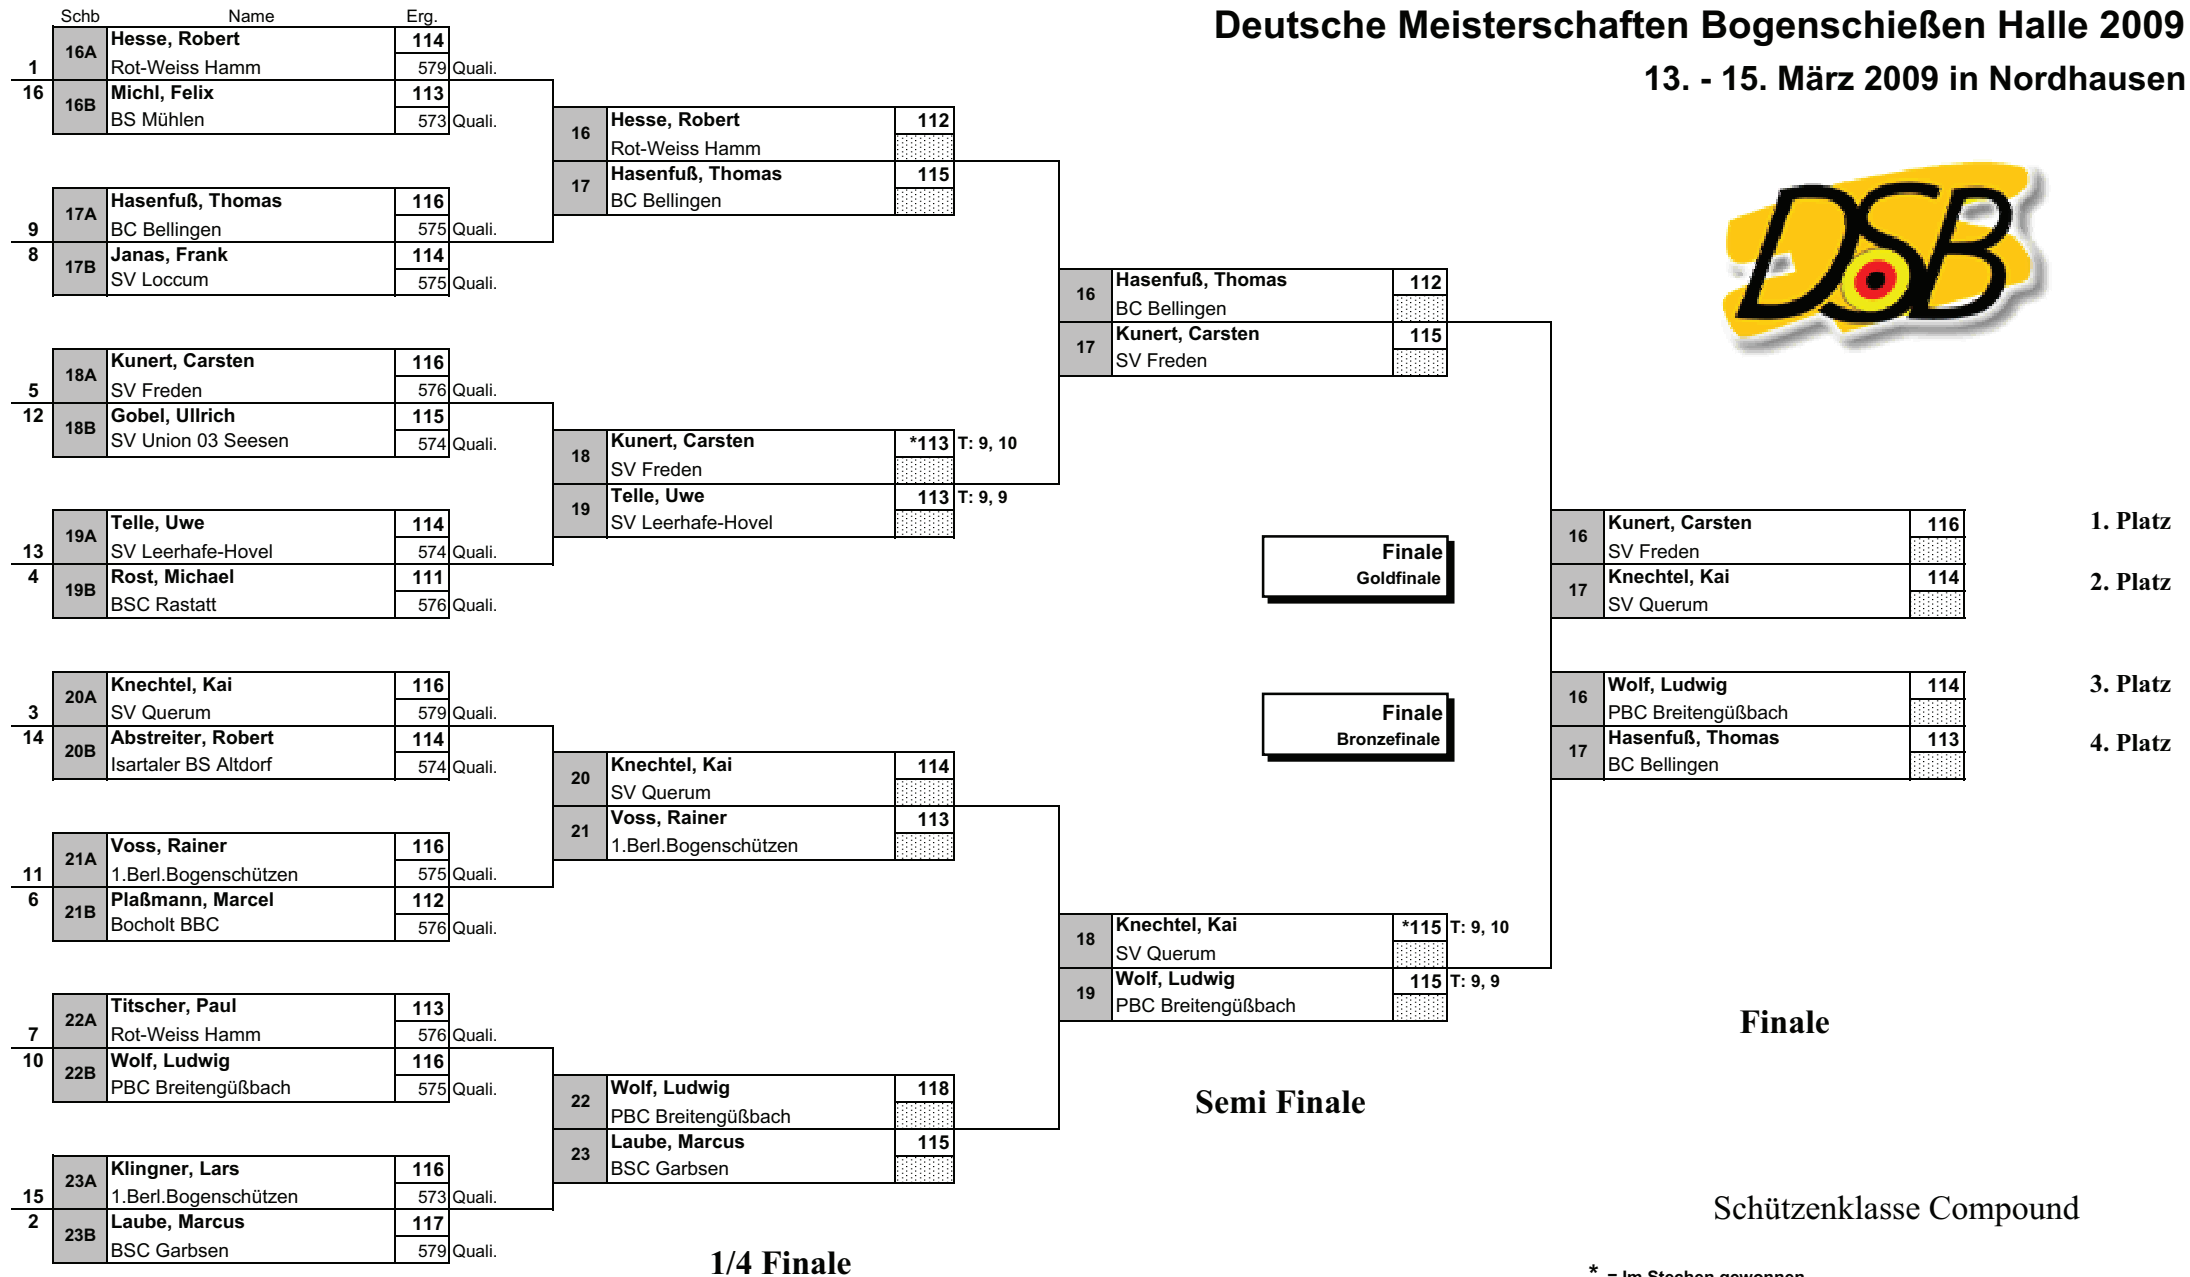 Deutsche Meisterschaften Bogenschießen Halle 2009
13. - 15. März 2009 in Nordhausen
DSB
Schb Name Erg.
16A Hesse, Robert 114
1 Rot-Weiss Hamm 579 Quali.
16 16B Michl, Felix 113
BS Mühlen 573 Quali.
17A Hasenfuß, Thomas 116
9 BC Bellingen 575 Quali.
8 17B Janas, Frank 114
SV Loccum 575 Quali.
18A Kunert, Carsten 116
5 SV Freden 576 Quali.
12 18B Gobel, Ullrich 115
SV Union 03 Seesen 574 Quali.
19A Telle, Uwe 114
13 SV Leerhafe-Hovel 574 Quali.
4 19B Rost, Michael 111
BSC Rastatt 576 Quali.
20A Knechtel, Kai 116
3 SV Querum 579 Quali.
14 20B Abstreiter, Robert 114
Isartaler BS Altdorf 574 Quali.
21A Voss, Rainer 116
11 1.Berl.Bogenschützen 575 Quali.
6 21B Plaßmann, Marcel 112
Bocholt BBC 576 Quali.
22A Titscher, Paul 113
7 Rot-Weiss Hamm 576 Quali.
10 22B Wolf, Ludwig 116
PBC Breitengüßbach 575 Quali.
23A Klingner, Lars 116
15 1.Berl.Bogenschützen 573 Quali.
2 23B Laube, Marcus 117
BSC Garbsen 579 Quali.
16 Hesse, Robert 112
Rot-Weiss Hamm
17 Hasenfuß, Thomas 115
BC Bellingen
18 Kunert, Carsten *113 T: 9, 10
SV Freden
19 Telle, Uwe 113 T: 9, 9
SV Leerhafe-Hovel
20 Knechtel, Kai 114
SV Querum
21 Voss, Rainer 113
1.Berl.Bogenschützen
22 Wolf, Ludwig 118
PBC Breitengüßbach
23 Laube, Marcus 115
BSC Garbsen
1/4 Finale
16 Hasenfuß, Thomas 112
BC Bellingen
17 Kunert, Carsten 115
SV Freden
18 Knechtel, Kai *115 T: 9, 10
SV Querum
19 Wolf, Ludwig 115 T: 9, 9
PBC Breitengüßbach
Semi Finale
Finale
Goldfinale
16 Kunert, Carsten 116 1. Platz
SV Freden
17 Knechtel, Kai 114 2. Platz
SV Querum
Finale
Bronzefinale
16 Wolf, Ludwig 114 3. Platz
PBC Breitengüßbach
17 Hasenfuß, Thomas 113 4. Platz
BC Bellingen
Finale
Schützenklasse Compound
* = Im Stechen gewonnen